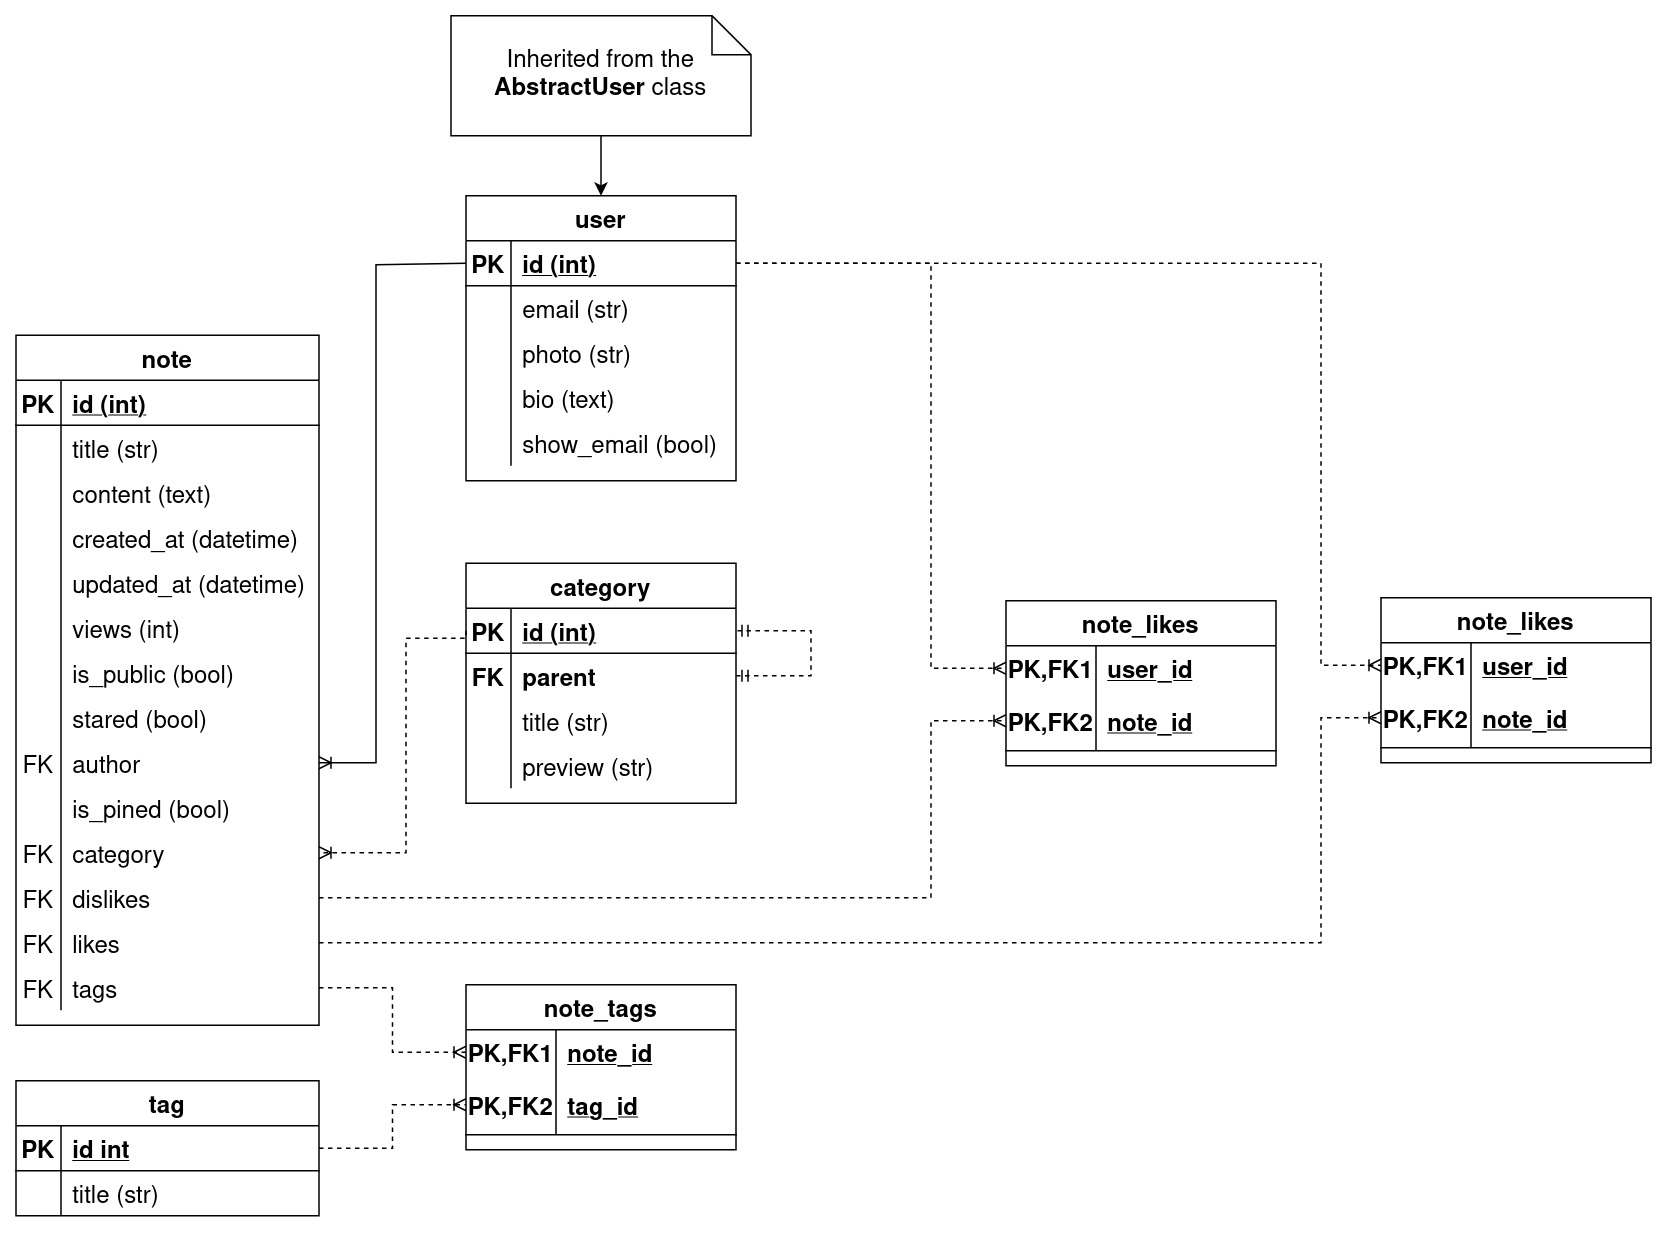 Inherited from the
AbstractUser class
user
PK id (int)
email (str)
photo (str)
bio (text)
show_email (bool)
note
PK id (int)
title (str)
content (text)
created_at (datetime)
updated_at (datetime)
views (int)
is_public (bool)
stared (bool)
FK author
is_pined (bool)
FK category
FK dislikes
FK likes
FK tags
category
PK id (int)
FK parent
title (str)
preview (str)
note_likes
PK,FK1 user_id
PK,FK2 note_id
note_likes
PK,FK1 user_id
PK,FK2 note_id
note_tags
PK,FK1 note_id
PK,FK2 tag_id
tag
PK id int
title (str)